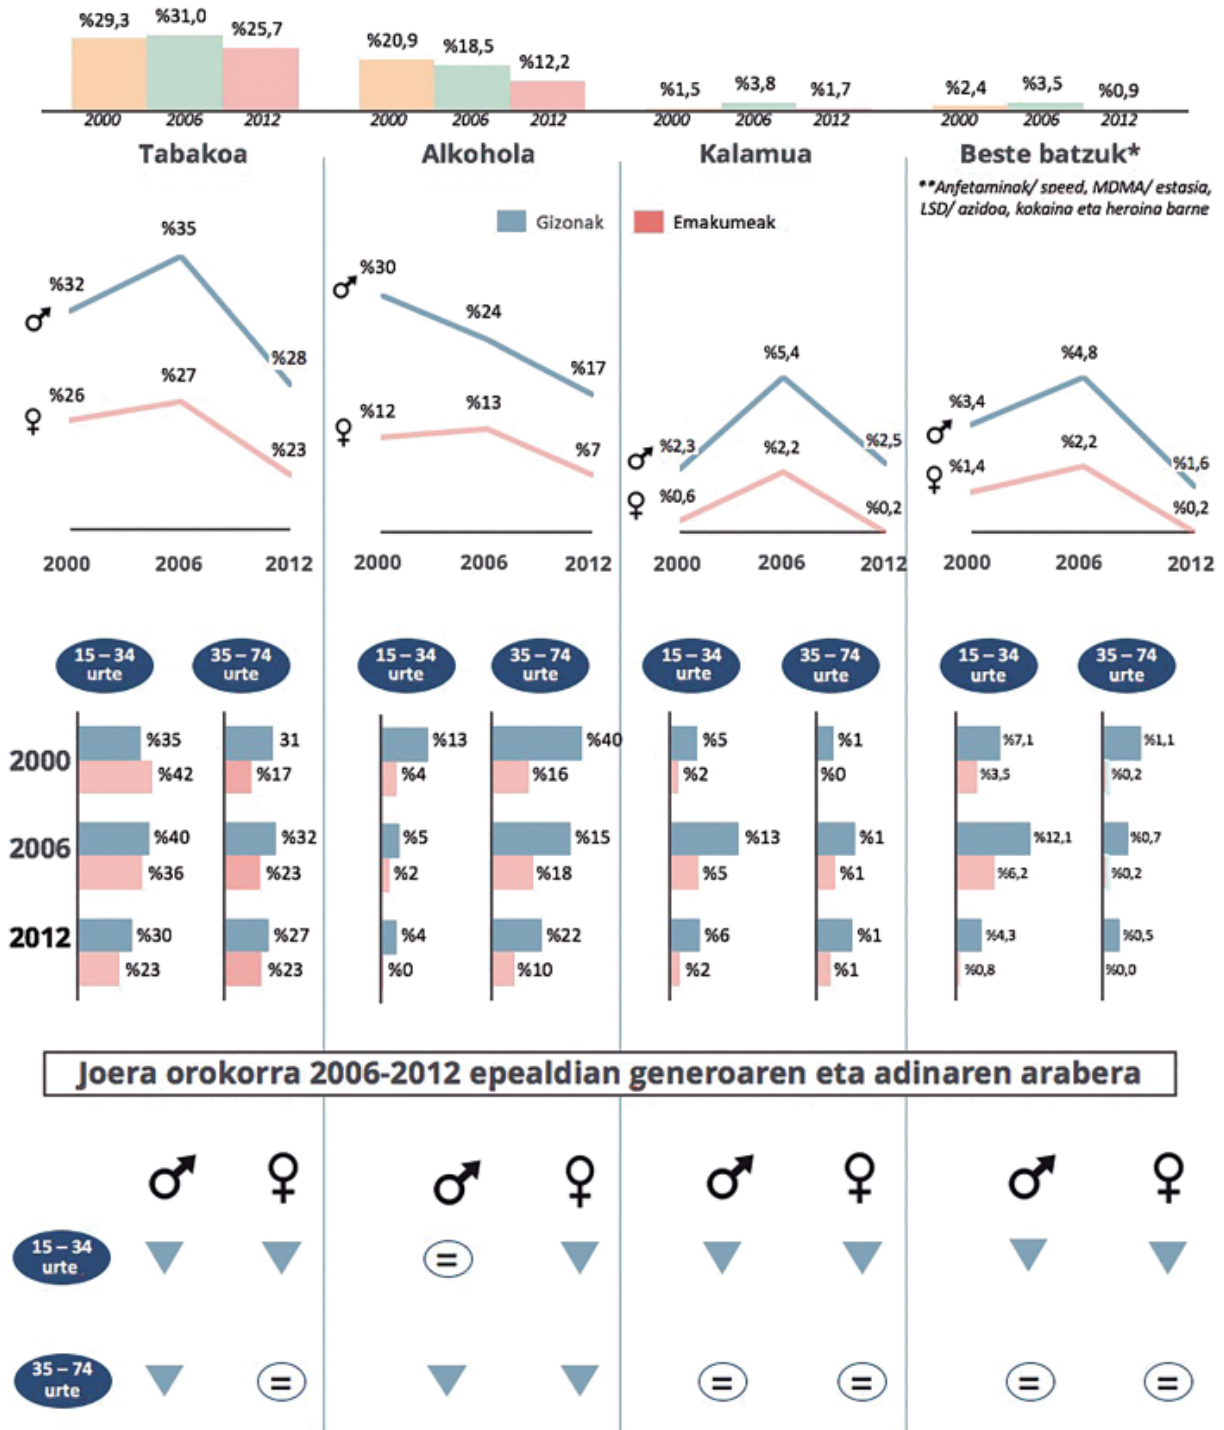 %29,3 %31,0 %25,7 %20,9 %18,5 %12,2 %1,5 %3,8 %1,7 %2,4 %3,5 %0,9
2000 2006 2012 2000 2006 2012 2000 2006 2012 2000 2006 2012
Tabakoa Alkohola Kalamua Beste batzuk*
**Anfetaminak/ speed, MDMA/ estasia,
LSD/ azidoa, kokaina eta heroina barne
Gizonak Emakumeak
%32 %35 %28
%26 %27 %23
2000 2006 2012
%30 %24 %17
%12 %13 %7
2000 2006 2012
%2,3 %5,4 %2,5
%0,6 %2,2 %0,2
2000 2006 2012
%3,4 %4,8 %1,6
%1,4 %2,2 %0,2
2000 2006 2012
15 – 34
urte
35 – 74
urte
15 – 34
urte
35 – 74
urte
15 – 34
urte
35 – 74
urte
15 – 34
urte
35 – 74
urte
2000
%35 31 %13 %40 %5 %1 %7,1 %1,1
%42 %17 %4 %16 %2 %0 %3,5 %0,2
2006
%40 %32 %5 %15 %13 %1 %12,1 %0,7
%36 %23 %2 %18 %5 %1 %6,2 %0,2
2012
%30 %27 %4 %22 %6 %1 %4,3 %0,5
%23 %23 %0 %10 %2 %1 %0,8 %0,0
Joera orokorra 2006-2012 epealdian generoaren eta adinaren arabera
15 – 34
urte
=
35 – 74
urte
= = = = =